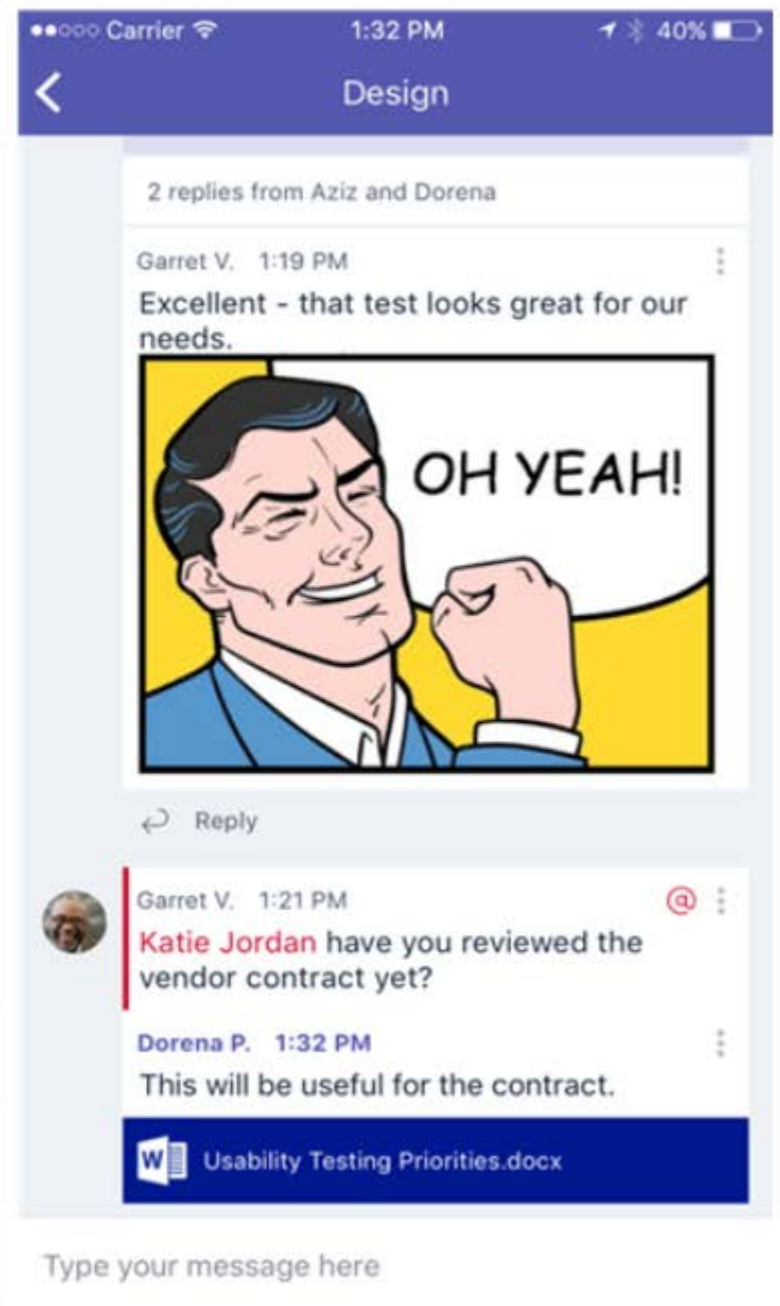 Carrier 1:32 PM 40%
Design
2 replies from Aziz and Dorena
Garret V. 1:19 PM
Excellent - that test looks great for our
needs.
OH YEAH!
Reply
Garret V. 1:21 PM @
Katie Jordan have you reviewed the
vendor contract yet?
Dorena P. 1:32 PM
This will be useful for the contract.
W Usability Testing Priorities.docx
Type your message here